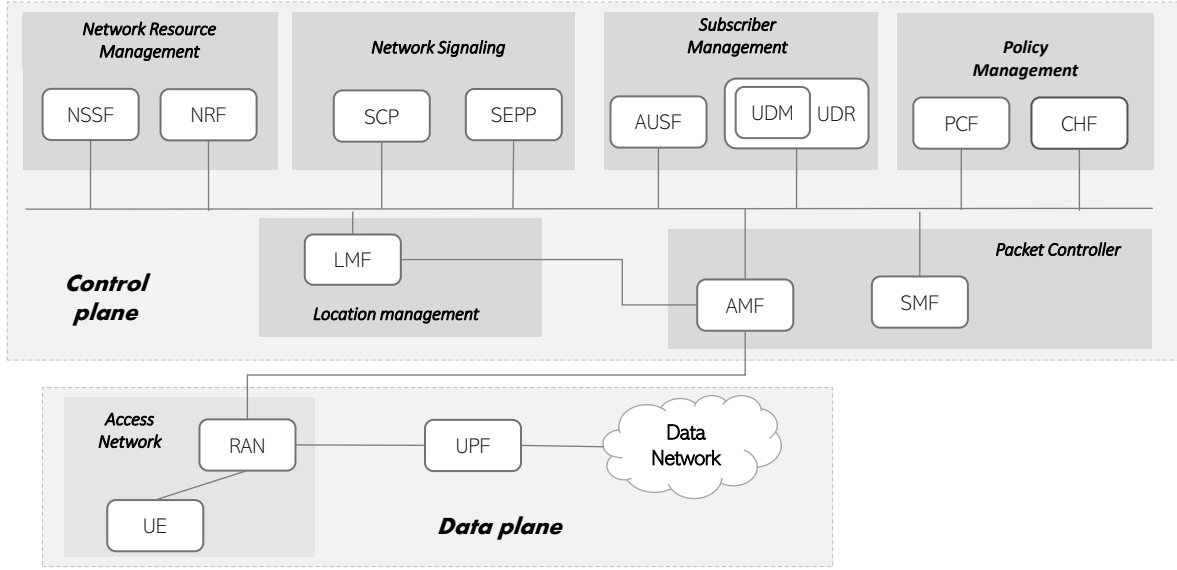 Network Resource
Management
NSSF
NRF
Network Signaling
SCP
SEPP
Subscriber
Management
AUSF
UDM
UDR
Policy
Management
PCF
CHF
Control
plane
LMF
Location management
Packet Controller
AMF
SMF
Access
Network
RAN
UE
UPF
Data
Network
Data plane